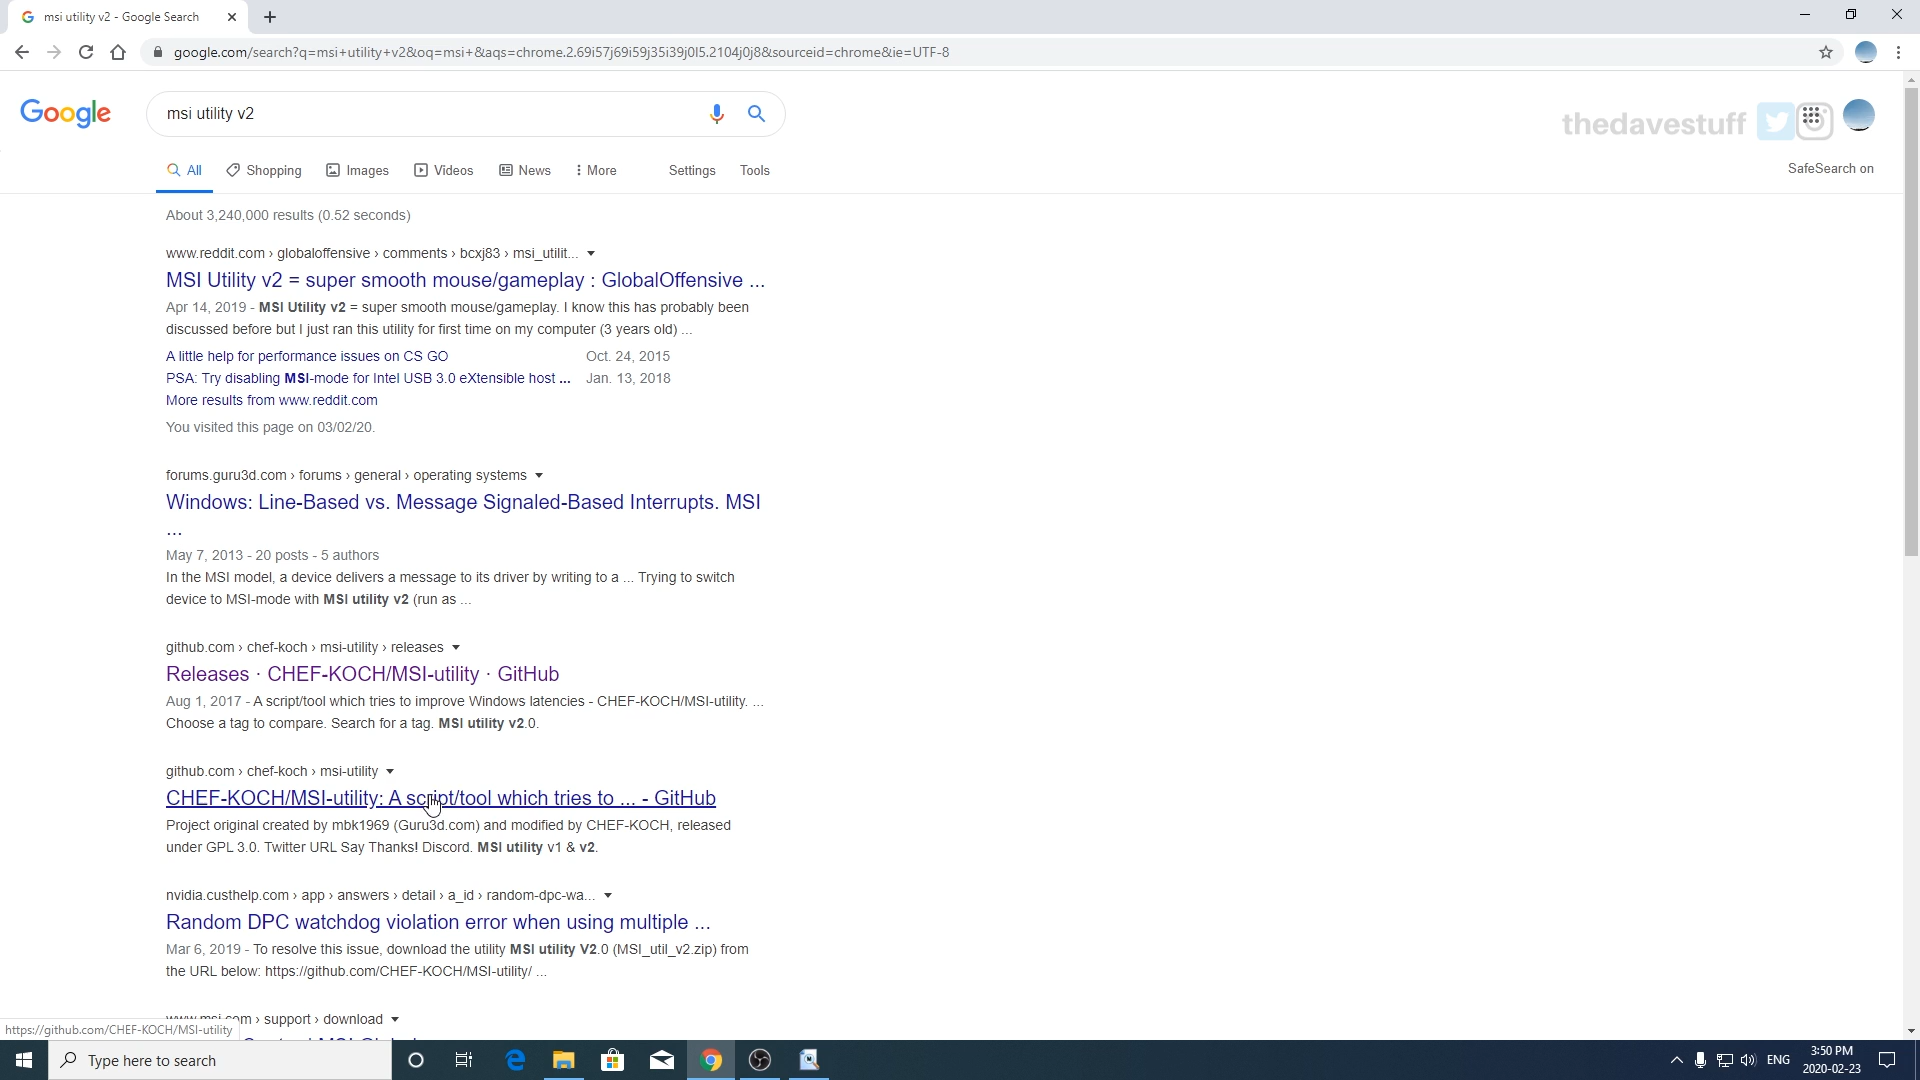 msi utility v2 - Google Search
google.com/search?q=msi+utility+v2&oq=msi+&aqs=chrome.2.69i57j69i59j35i39j0l5.2104j0j8&sourceid=chrome&ie=UTF-8
Google
msi utility v2
thedavestuff
All Shopping Images Videos News More Settings Tools
SafeSearch on
About 3,240,000 results (0.52 seconds)
www.reddit.com › globaloffensive › comments › bcxj83 › msi_utilit...
MSI Utility v2 = super smooth mouse/gameplay : GlobalOffensive ...
Apr 14, 2019 - MSI Utility v2 = super smooth mouse/gameplay. I know this has probably been
discussed before but I just ran this utility for first time on my computer (3 years old) ...
A little help for performance issues on CS GO Oct. 24, 2015
PSA: Try disabling MSI-mode for Intel USB 3.0 eXtensible host ... Jan. 13, 2018
More results from www.reddit.com
You visited this page on 03/02/20.
forums.guru3d.com › forums › general › operating systems
Windows: Line-Based vs. Message Signaled-Based Interrupts. MSI
...
May 7, 2013 - 20 posts - 5 authors
In the MSI model, a device delivers a message to its driver by writing to a ... Trying to switch
device to MSI-mode with MSI utility v2 (run as ...
github.com › chef-koch › msi-utility › releases
Releases · CHEF-KOCH/MSI-utility · GitHub
Aug 1, 2017 - A script/tool which tries to improve Windows latencies - CHEF-KOCH/MSI-utility. ...
Choose a tag to compare. Search for a tag. MSI utility v2.0.
github.com › chef-koch › msi-utility
CHEF-KOCH/MSI-utility: A script/tool which tries to ... - GitHub
Project original created by mbk1969 (Guru3d.com) and modified by CHEF-KOCH, released
under GPL 3.0. Twitter URL Say Thanks! Discord. MSI utility v1 & v2.
nvidia.custhelp.com › app › answers › detail › a_id › random-dpc-wa...
Random DPC watchdog violation error when using multiple ...
Mar 6, 2019 - To resolve this issue, download the utility MSI utility V2.0 (MSI_util_v2.zip) from
the URL below: https://github.com/CHEF-KOCH/MSI-utility/ ...
www.msi.com › support › download
https://github.com/CHEF-KOCH/MSI-utility
Type here to search
ENG
3:50 PM
2020-02-23